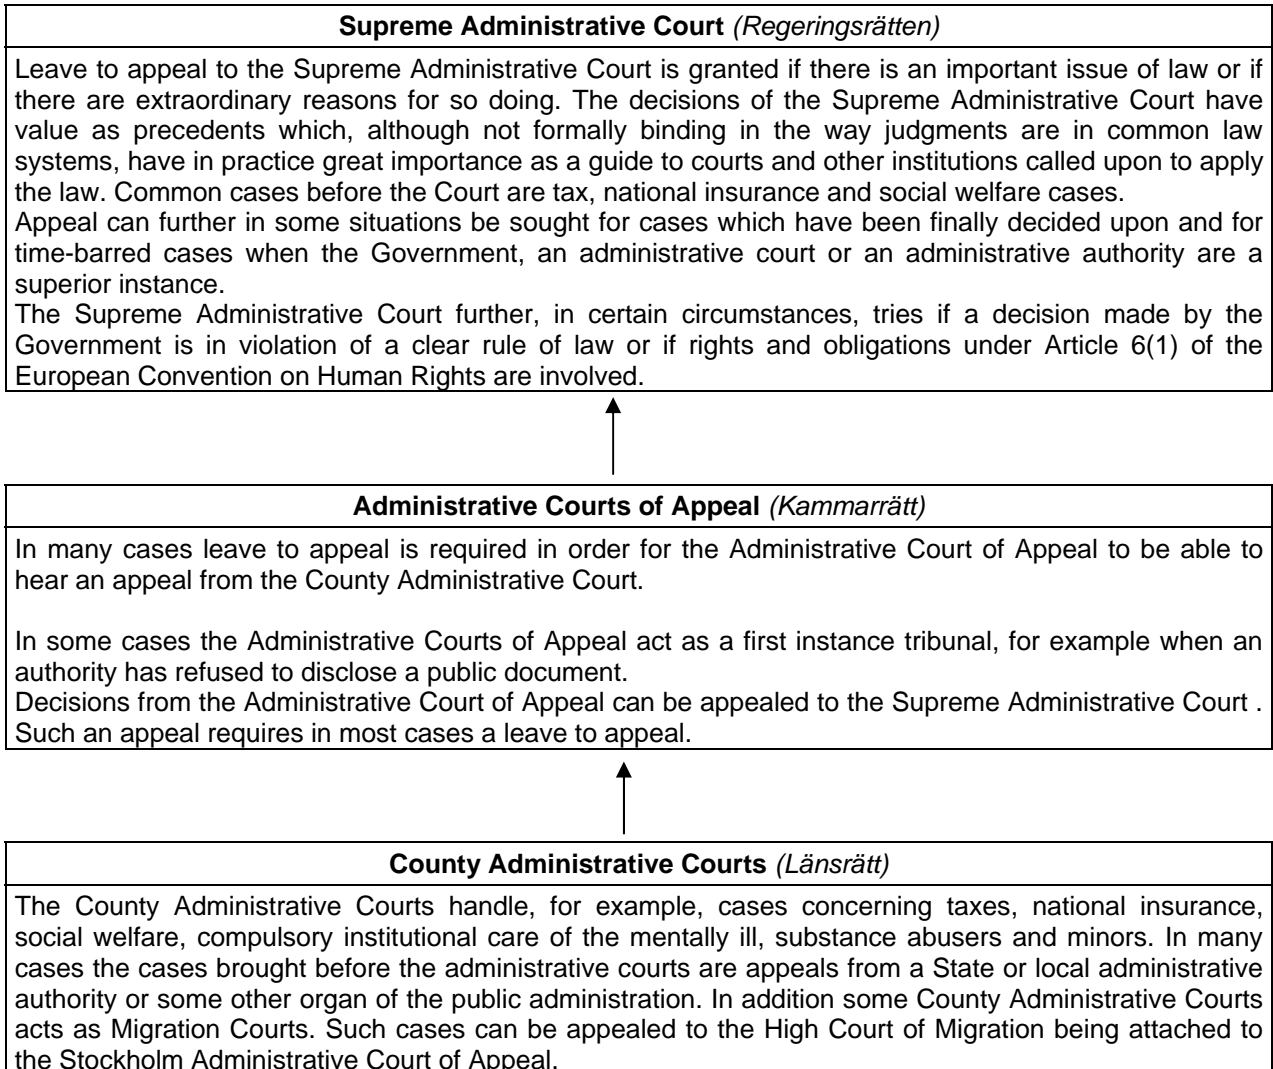 Supreme Administrative Court (Regeringsrätten)
Leave to appeal to the Supreme Administrative Court is granted if there is an important issue of law or if
there are extraordinary reasons for so doing. The decisions of the Supreme Administrative Court have
value as precedents which, although not formally binding in the way judgments are in common law
systems, have in practice great importance as a guide to courts and other institutions called upon to apply
the law. Common cases before the Court are tax, national insurance and social welfare cases.
Appeal can further in some situations be sought for cases which have been finally decided upon and for
time-barred cases when the Government, an administrative court or an administrative authority are a
superior instance.
The Supreme Administrative Court further, in certain circumstances, tries if a decision made by the
Government is in violation of a clear rule of law or if rights and obligations under Article 6(1) of the
European Convention on Human Rights are involved.
Administrative Courts of Appeal (Kammarrätt)
In many cases leave to appeal is required in order for the Administrative Court of Appeal to be able to
hear an appeal from the County Administrative Court.
In some cases the Administrative Courts of Appeal act as a first instance tribunal, for example when an
authority has refused to disclose a public document.
Decisions from the Administrative Court of Appeal can be appealed to the Supreme Administrative Court .
Such an appeal requires in most cases a leave to appeal.
County Administrative Courts (Länsrätt)
The County Administrative Courts handle, for example, cases concerning taxes, national insurance,
social welfare, compulsory institutional care of the mentally ill, substance abusers and minors. In many
cases the cases brought before the administrative courts are appeals from a State or local administrative
authority or some other organ of the public administration. In addition some County Administrative Courts
acts as Migration Courts. Such cases can be appealed to the High Court of Migration being attached to
the Stockholm Administrative Court of Appeal.